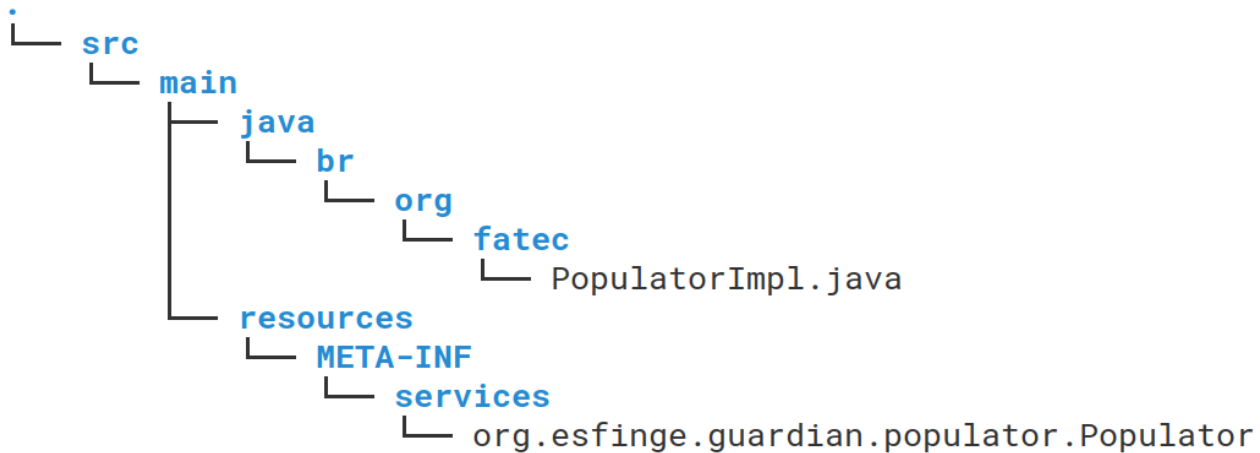 .
src
main
java
br
org
fatec
PopulatorImpl.java
resources
META-INF
services
org.esfinge.guardian.populator.Populator